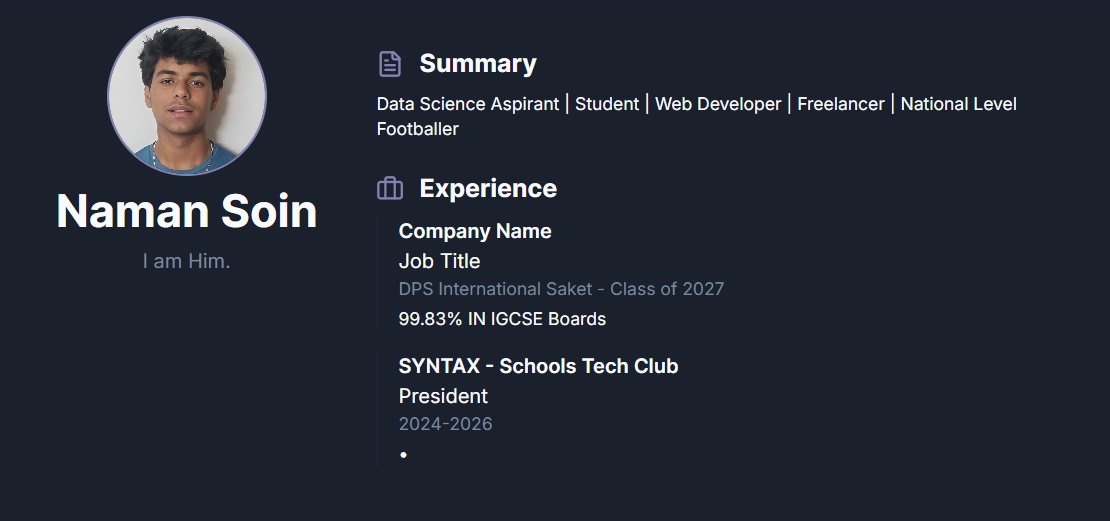 Naman Soin
I am Him.
Summary
Data Science Aspirant | Student | Web Developer | Freelancer | National Level
Footballer
Experience
Company Name
Job Title
DPS International Saket - Class of 2027
99.83% IN IGCSE Boards
SYNTAX - Schools Tech Club
President
2024-2026
•